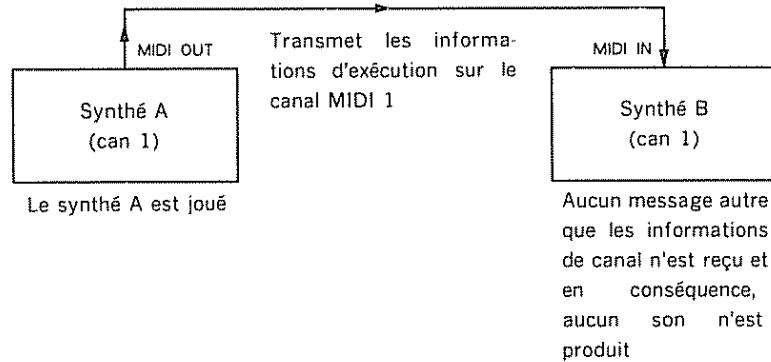 MIDI OUT
Transmet les informa-
tions d'exécution sur le
canal MIDI 1
MIDI IN
Synthé A
(can 1)
Synthé B
(can 1)
Le synthé A est joué
Aucun message autre
que les informations
de canal n'est reçu et
en conséquence,
aucun son n'est
produit